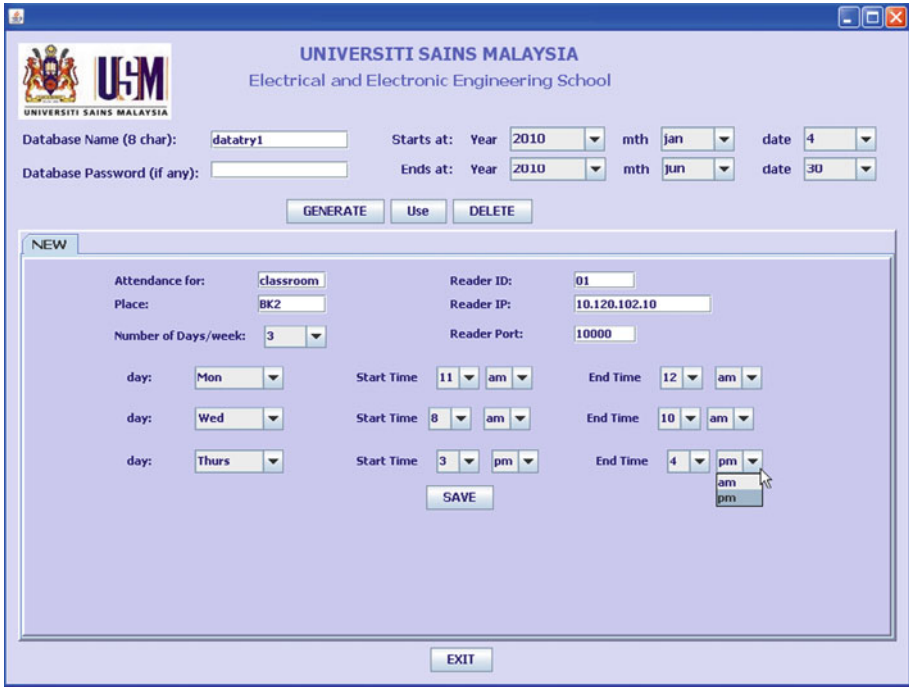 UNIVERSITI SAINS MALAYSIA
Electrical and Electronic Engineering School
USM
UNIVERSITI SAINS MALAYSIA
Database Name (8 char): datatry1 Starts at: Year 2010 mth jan date 4
Database Password (if any): Ends at: Year 2010 mth jun date 30
GENERATE Use DELETE
NEW
Attendance for: classroom Reader ID: 01
Place: BK2 Reader IP: 10.120.102.10
Number of Days/week: 3 Reader Port: 10000
day: Mon Start Time 11 am End Time 12 am
day: Wed Start Time 8 am End Time 10 am
day: Thurs Start Time 3 pm End Time 4 pm
am
pm
SAVE
EXIT